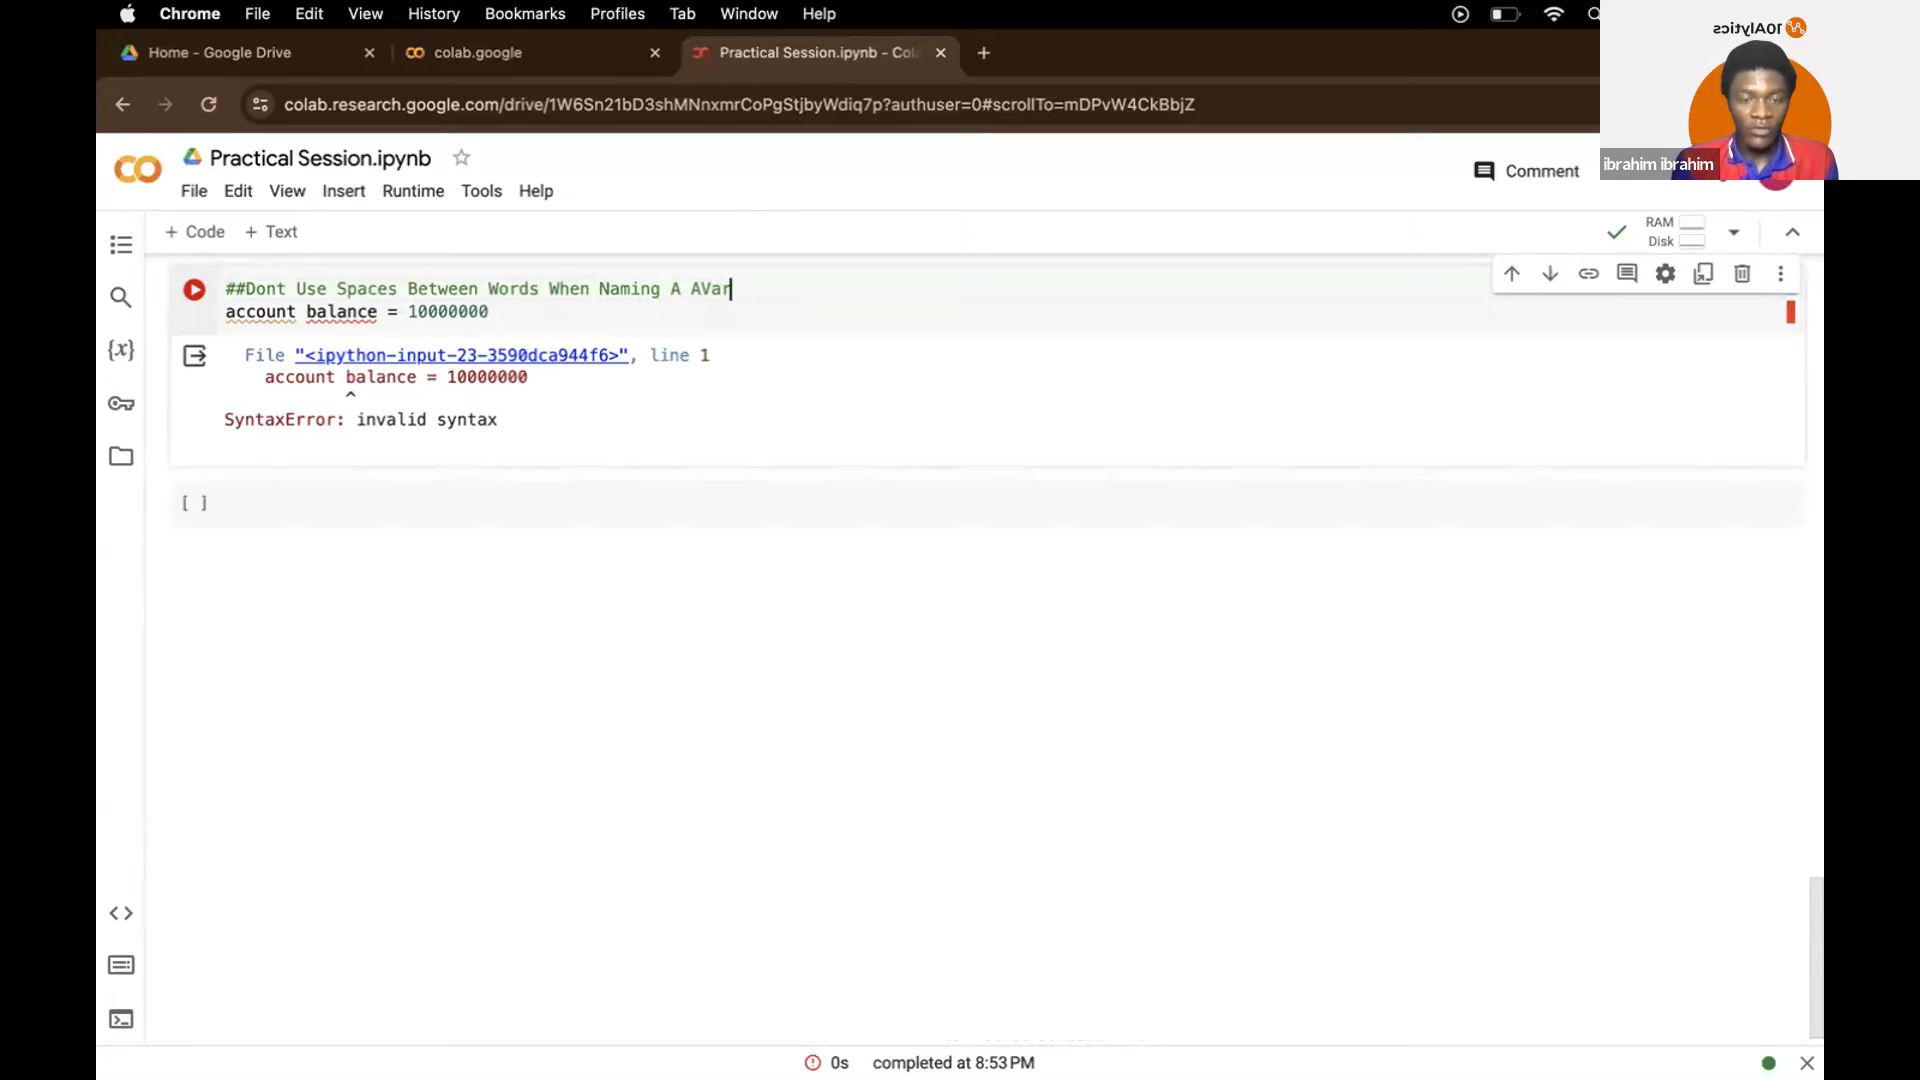 Chrome File Edit View History Bookmarks Profiles Tab Window Help
10Alytics
Home - Google Drive
colab.google
Practical Session.ipynb - Col
colab.research.google.com/drive/1W6Sn21bD3shMNnxmrCoPgStjbyWdiq7p?authuser=0#scrollTo=mDPvW4CkBbjZ
ibrahim ibrahim
CO
Practical Session.ipynb
Comment
File Edit View Insert Runtime Tools Help
+ Code + Text
RAM
Disk
##Dont Use Spaces Between Words When Naming A AVar
account balance = 10000000
File "<ipython-input-23-3590dca944f6>", line 1
account balance = 10000000
^
SyntaxError: invalid syntax
{x}
[ ]
0s completed at 8:53 PM